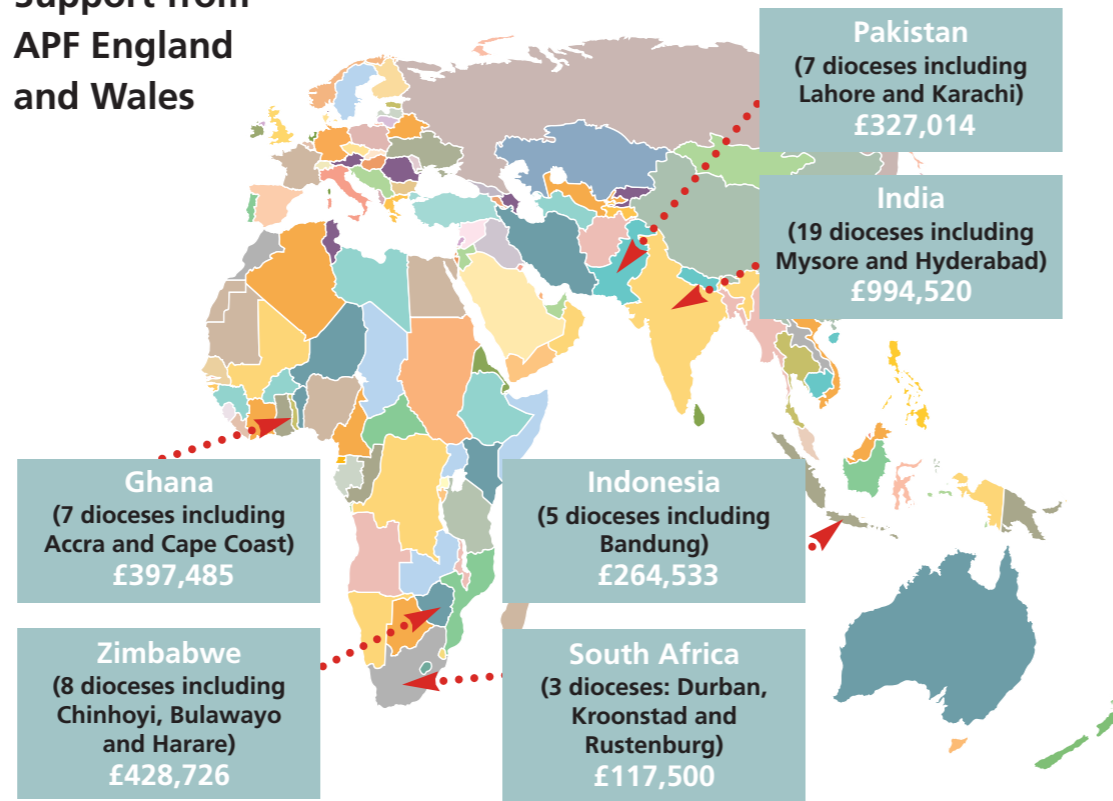 Support from
APF England
and Wales
Pakistan
(7 dioceses including
Lahore and Karachi)
£327,014
India
(19 dioceses including
Mysore and Hyderabad)
£994,520
Ghana
(7 dioceses including
Accra and Cape Coast)
£397,485
Indonesia
(5 dioceses including
Bandung)
£264,533
Zimbabwe
(8 dioceses including
Chinhoyi, Bulawayo
and Harare)
£428,726
South Africa
(3 dioceses: Durban,
Kroonstad and
Rustenburg)
£117,500